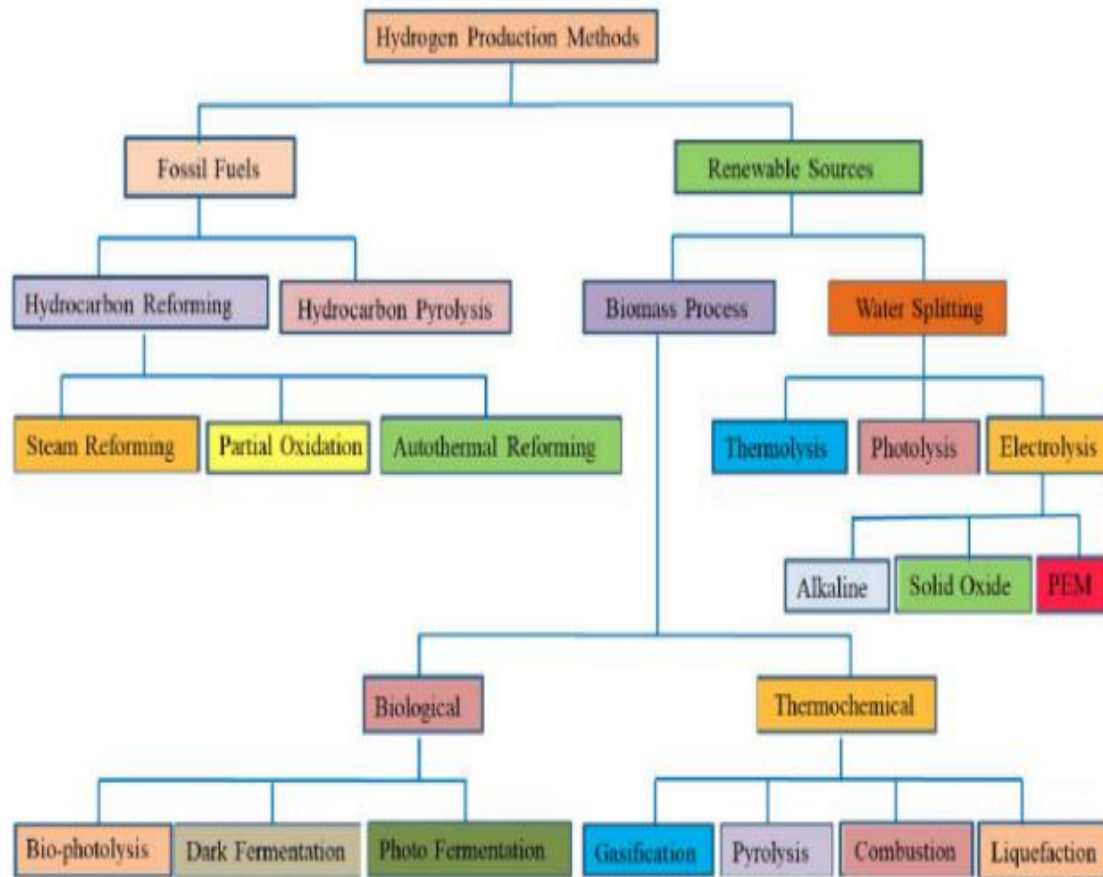 Hydrogen Production Methods
Fossil Fuels
Renewable Sources
Hydrocarbon Reforming
Hydrocarbon Pyrolysis
Biomass Process
Water Splitting
Steam Reforming
Partial Oxidation
Autothermal Reforming
Thermolysis
Photolysis
Electrolysis
Alkaline
Solid Oxide
PEM
Biological
Thermochemical
Bio-photolysis
Dark Fermentation
Photo Fermentation
Gasification
Pyrolysis
Combustion
Liquefaction